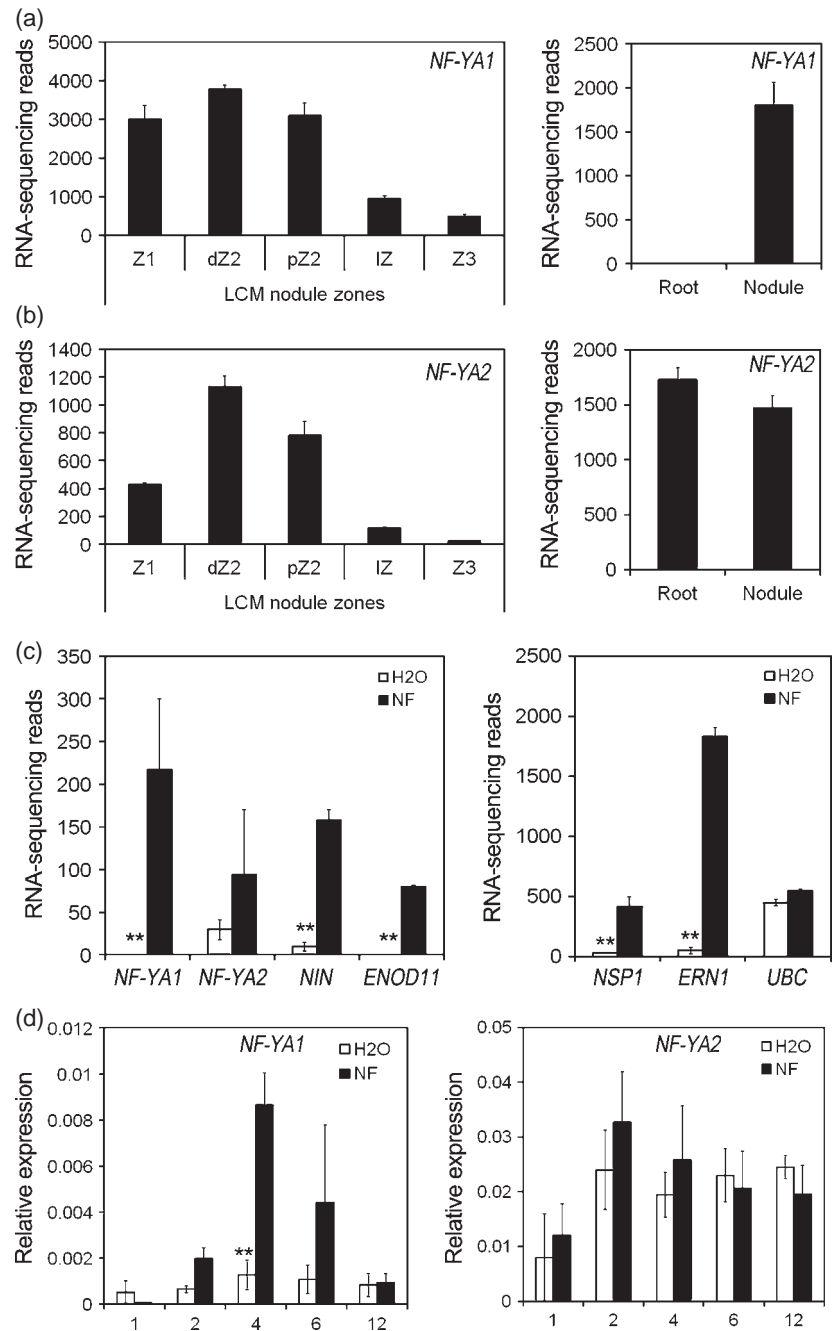 (a)
NF-YA1
RNA-sequencing reads
5000
4000
3000
2000
1000
0
Z1 dZ2 pZ2 IZ Z3
LCM nodule zones
NF-YA1
RNA-sequencing reads
2500
2000
1500
1000
500
0
Root Nodule
(b)
NF-YA2
RNA-sequencing reads
1400
1200
1000
800
600
400
200
0
Z1 dZ2 pZ2 IZ Z3
LCM nodule zones
NF-YA2
RNA-sequencing reads
2000
1500
1000
500
0
Root Nodule
(c)
RNA-sequencing reads
350
300
250
200
150
100
50
0
H2O
NF
** ** **
NF-YA1 NF-YA2 NIN ENOD11
RNA-sequencing reads
2500
2000
1500
1000
500
0
H2O
NF
** **
NSP1 ERN1 UBC
(d)
NF-YA1
Relative expression
0.012
0.01
0.008
0.006
0.004
0.002
0
H2O
NF
**
1 2 4 6 12
NF-YA2
Relative expression
0.05
0.04
0.03
0.02
0.01
0
H2O
NF
1 2 4 6 12